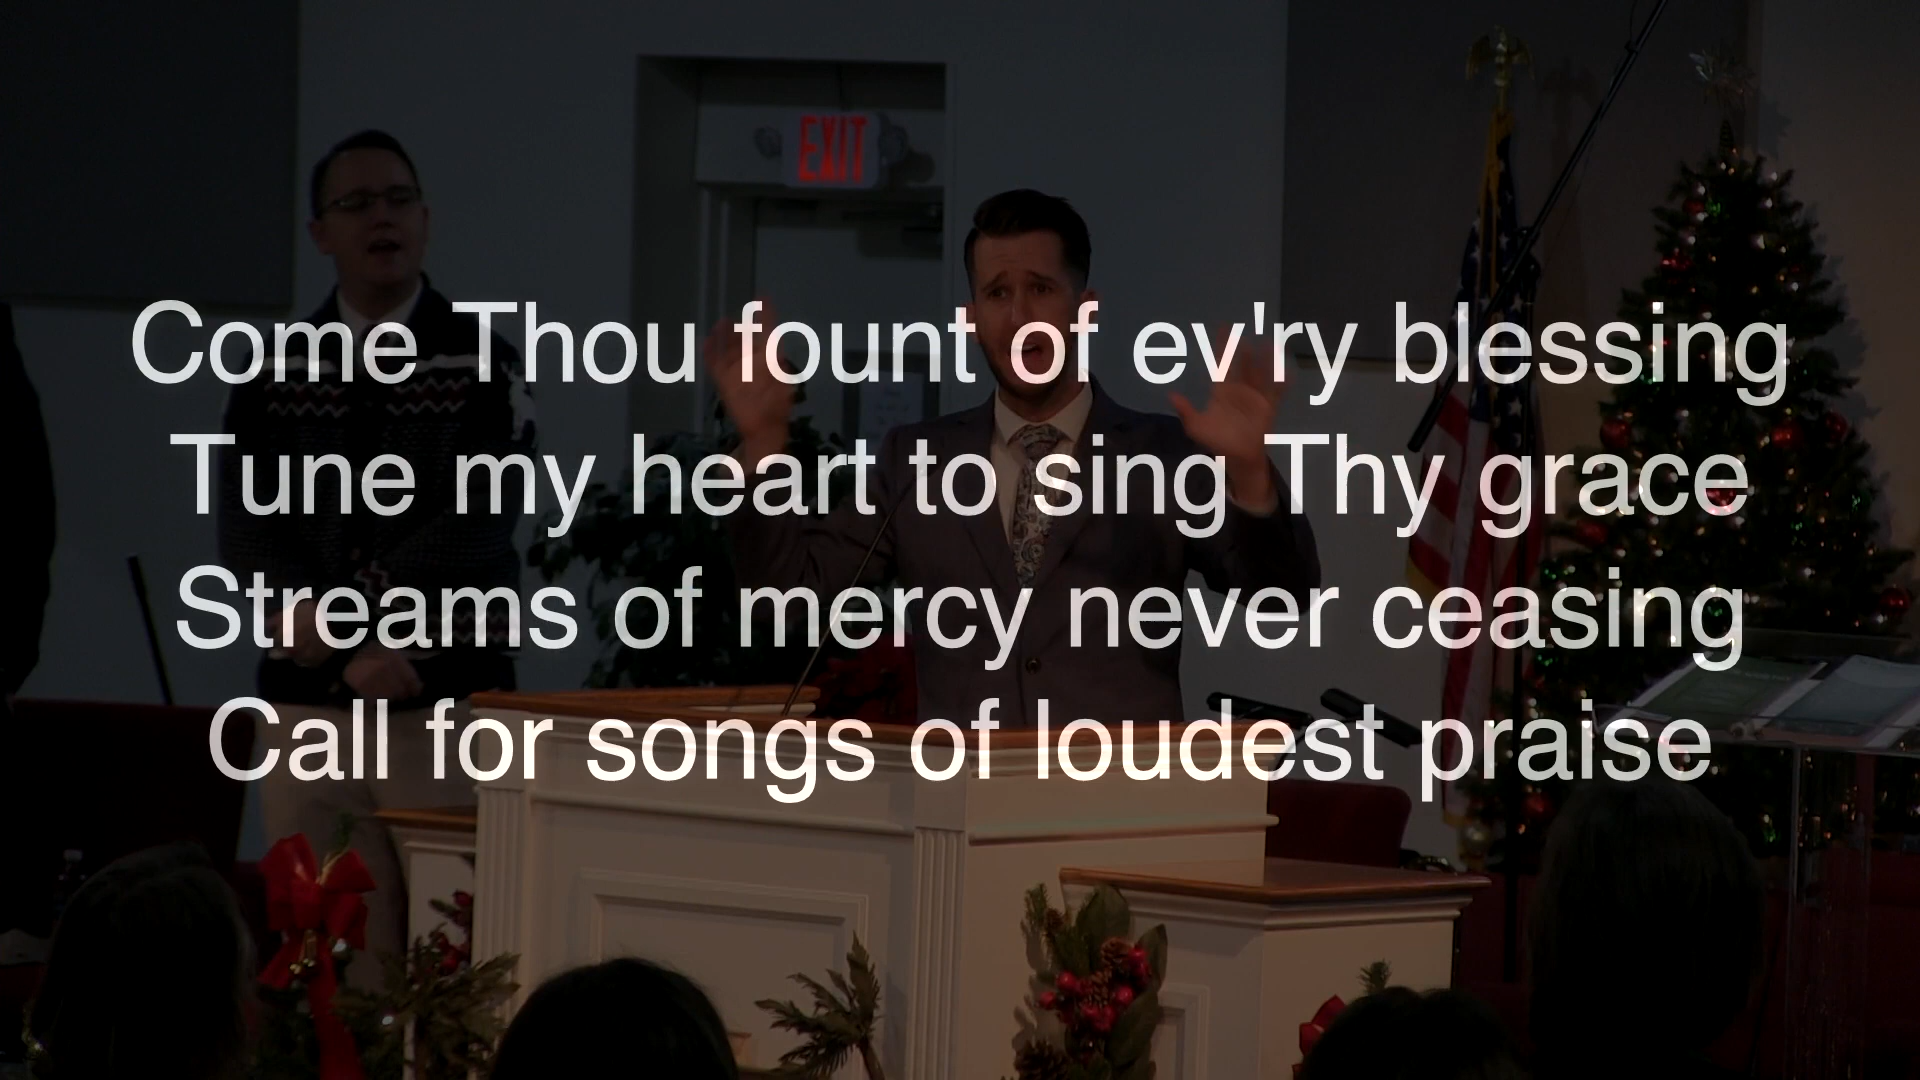 EXIT
Come Thou fount of ev'ry blessing
Tune my heart to sing Thy grace
Streams of mercy never ceasing
Call for songs of loudest praise